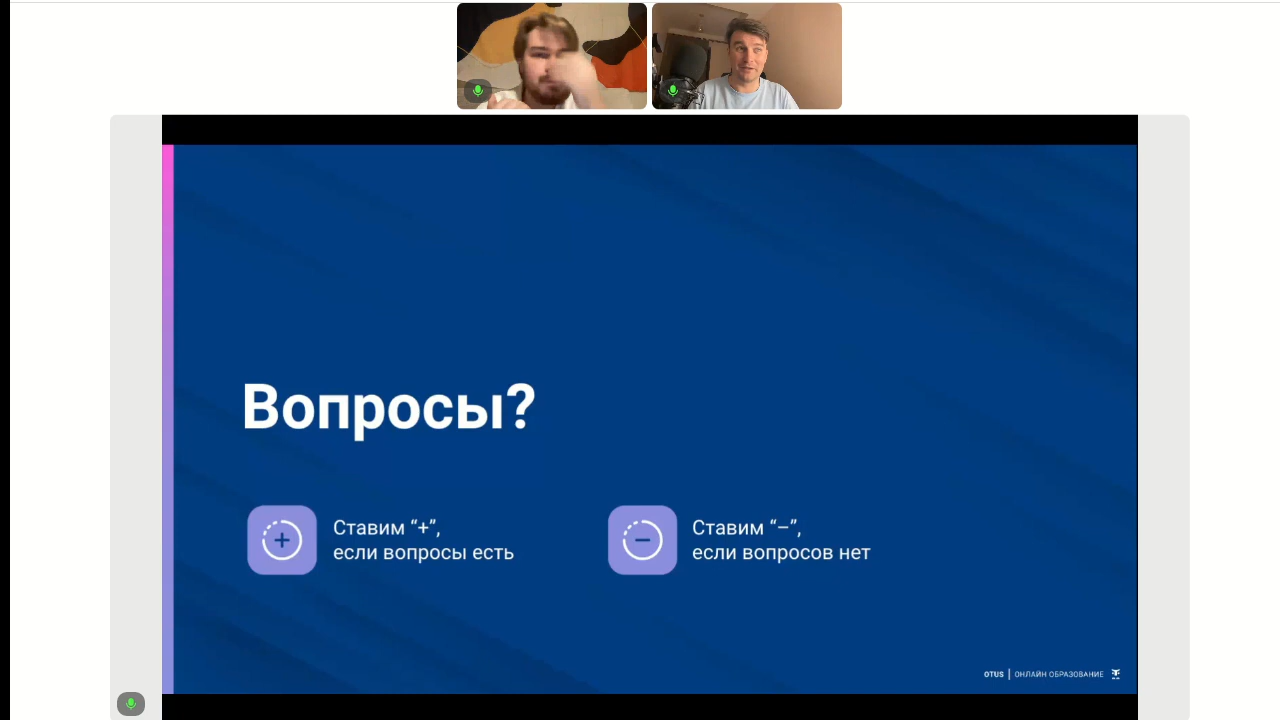 Вопросы?
Ставим “+”,
если вопросы есть
Ставим “–”,
если вопросов нет
OTUS | ОНЛАЙН ОБРАЗОВАНИЕ